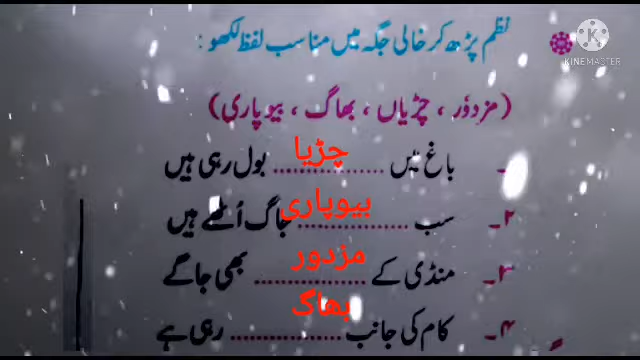 نظم پڑھ کر خالی جگہ میں مناسب لفظ لکھو:
KINEMASTER
(مزدوٗر، چڑیاں، بھاگ، بیوپاری)
باغ میں ......چڑیا...... بول رہی ہیں
۲۔ سب ......بیوپاری...... جاگ اُٹھے ہیں
۳۔ منڈی کے ......مزدور...... بھی جاگے
۴۔ کام کی جانب ......بھاگ...... رہی ہے